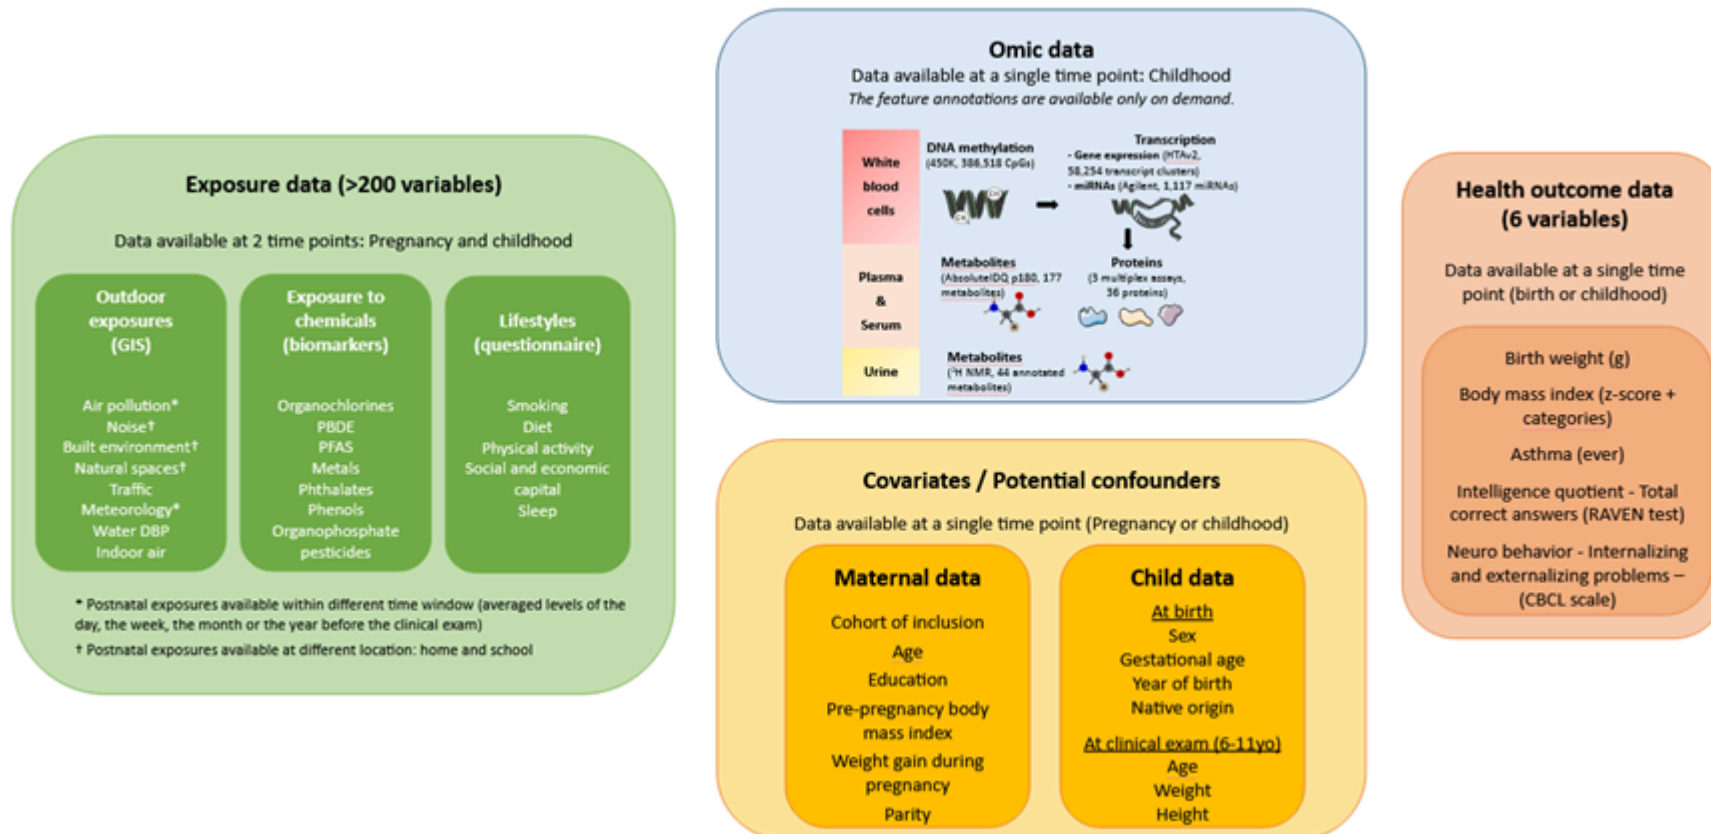 Exposure data (>200 variables)
Data available at 2 time points: Pregnancy and childhood
Outdoor
exposures
(GIS)
Air pollution*
Noise†
Built environment†
Natural spaces†
Traffic
Meteorology*
Water DBP
Indoor air
Exposure to
chemicals
(biomarkers)
Organochlorines
PBDE
PFAS
Metals
Phthalates
Phenols
Organophosphate
pesticides
Lifestyles
(questionnaire)
Smoking
Diet
Physical activity
Social and economic
capital
Sleep
* Postnatal exposures available within different time window (averaged levels of the
day, the week, the month or the year before the clinical exam)
† Postnatal exposures available at different location: home and school
Omic data
Data available at a single time point: Childhood
The feature annotations are available only on demand.
White
blood
cells
DNA methylation
(450K, 386,518 CpGs)
Transcription
- Gene expression (HTAv2,
58,254 transcript clusters)
- miRNAs (Agilent, 1,117 miRNAs)
Plasma
&
Serum
Metabolites
(AbsoluteIDQ p180, 177
metabolites)
Proteins
(3 multiplex assays,
36 proteins)
Urine
Metabolites
(¹H NMR, 44 annotated
metabolites)
Covariates / Potential confounders
Data available at a single time point (Pregnancy or childhood)
Maternal data
Cohort of inclusion
Age
Education
Pre-pregnancy body
mass index
Weight gain during
pregnancy
Parity
Child data
At birth
Sex
Gestational age
Year of birth
Native origin
At clinical exam (6-11yo)
Age
Weight
Height
Health outcome data
(6 variables)
Data available at a single time
point (birth or childhood)
Birth weight (g)
Body mass index (z-score +
categories)
Asthma (ever)
Intelligence quotient - Total
correct answers (RAVEN test)
Neuro behavior - Internalizing
and externalizing problems –
(CBCL scale)